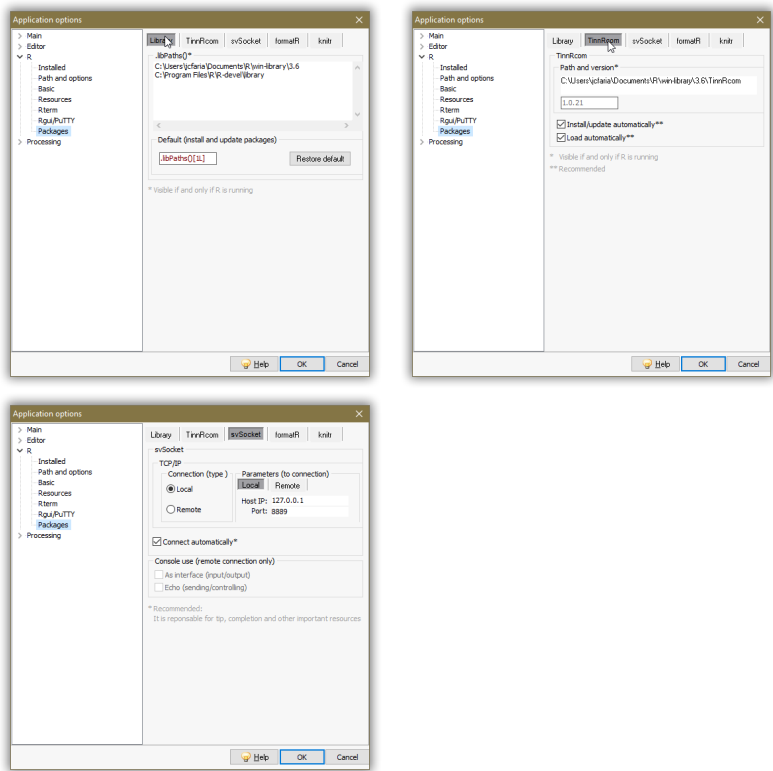 Application options
Main
Editor
R
Installed
Path and options
Basic
Resources
Rterm
Rgui/PuTTY
Packages
Processing
Library TinnRcom svSocket formatR knitr
.libPaths()*
C:\Users\jcfaria\Documents\R\win-library\3.6
C:\Program Files\R\R-devel\library
Default (install and update packages)
.libPaths()[1L] Restore default
* Visible if and only if R is running
Help OK Cancel
Application options
Main
Editor
R
Installed
Path and options
Basic
Resources
Rterm
Rgui/PuTTY
Packages
Processing
Library TinnRcom svSocket formatR knitr
TinnRcom
Path and version*
C:\Users\jcfaria\Documents\R\win-library\3.6\TinnRcom
1.0.21
Install/update automatically**
Load automatically**
* Visible if and only if R is running
** Recommended
Help OK Cancel
Application options
Main
Editor
R
Installed
Path and options
Basic
Resources
Rterm
Rgui/PuTTY
Packages
Processing
Library TinnRcom svSocket formatR knitr
svSocket
TCP/IP
Connection (type )
Local
Remote
Parameters (to connection)
Local Remote
Host IP: 127.0.0.1
Port: 8889
Connect automatically*
Console use (remote connection only)
As interface (input/output)
Echo (sending/controlling)
* Recommended:
It is reponsable for tip, completion and other important resources
Help OK Cancel